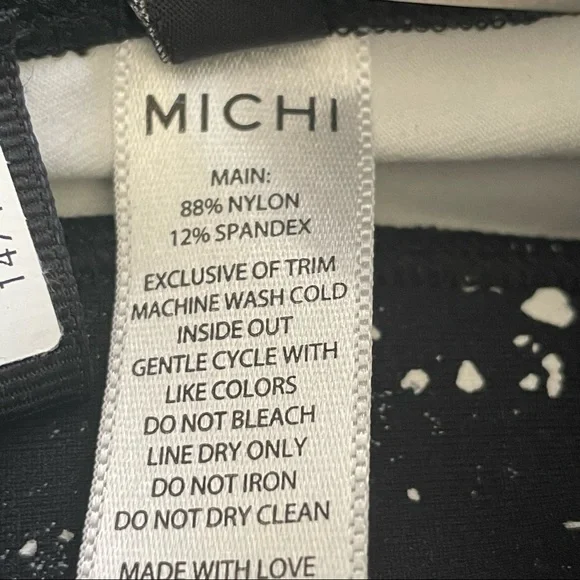 MICHI
MAIN:
88% NYLON
12% SPANDEX
EXCLUSIVE OF TRIM
MACHINE WASH COLD
INSIDE OUT
GENTLE CYCLE WITH
LIKE COLORS
DO NOT BLEACH
LINE DRY ONLY
DO NOT IRON
DO NOT DRY CLEAN
MADE WITH LOVE